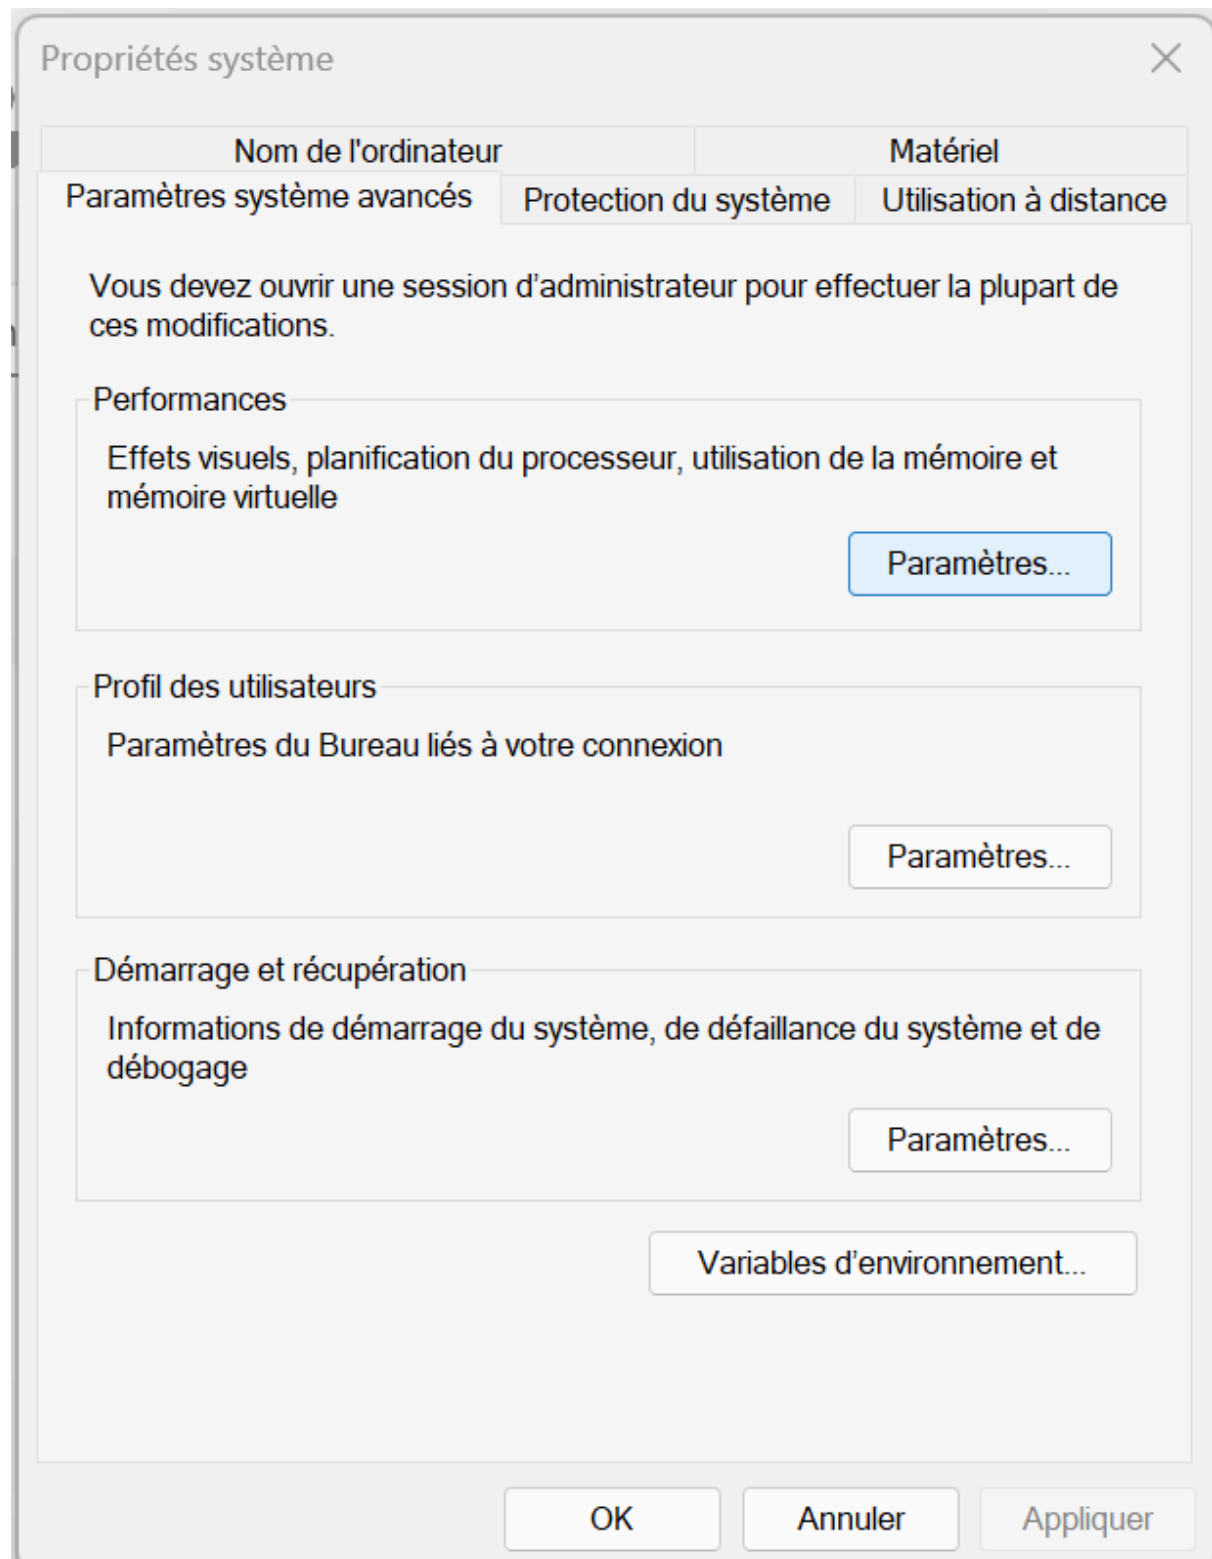 Propriétés système
Nom de l'ordinateur
Matériel
Paramètres système avancés
Protection du système
Utilisation à distance
Vous devez ouvrir une session d’administrateur pour effectuer la plupart de
ces modifications.
Performances
Effets visuels, planification du processeur, utilisation de la mémoire et
mémoire virtuelle
Paramètres...
Profil des utilisateurs
Paramètres du Bureau liés à votre connexion
Paramètres...
Démarrage et récupération
Informations de démarrage du système, de défaillance du système et de
débogage
Paramètres...
Variables d’environnement...
OK
Annuler
Appliquer